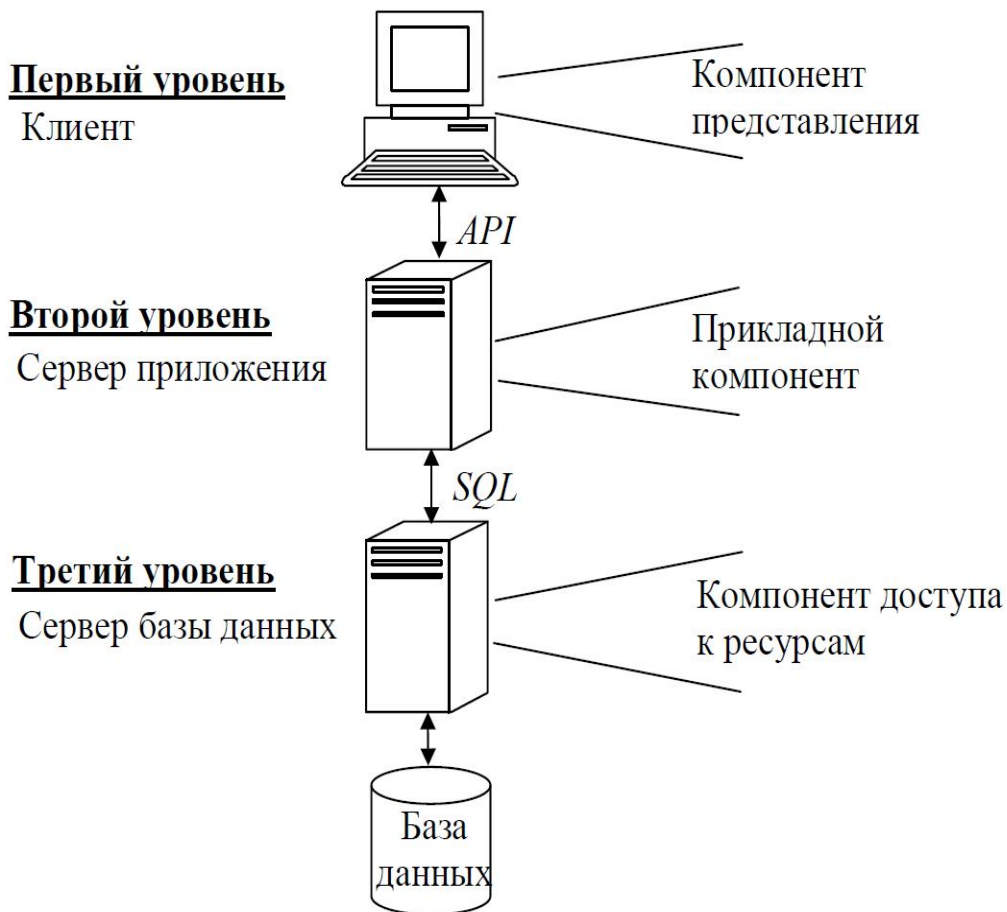 Первый уровень
Клиент
Компонент
представления
API
Второй уровень
Сервер приложения
Прикладной
компонент
SQL
Третий уровень
Сервер базы данных
Компонент доступа
к ресурсам
База
данных